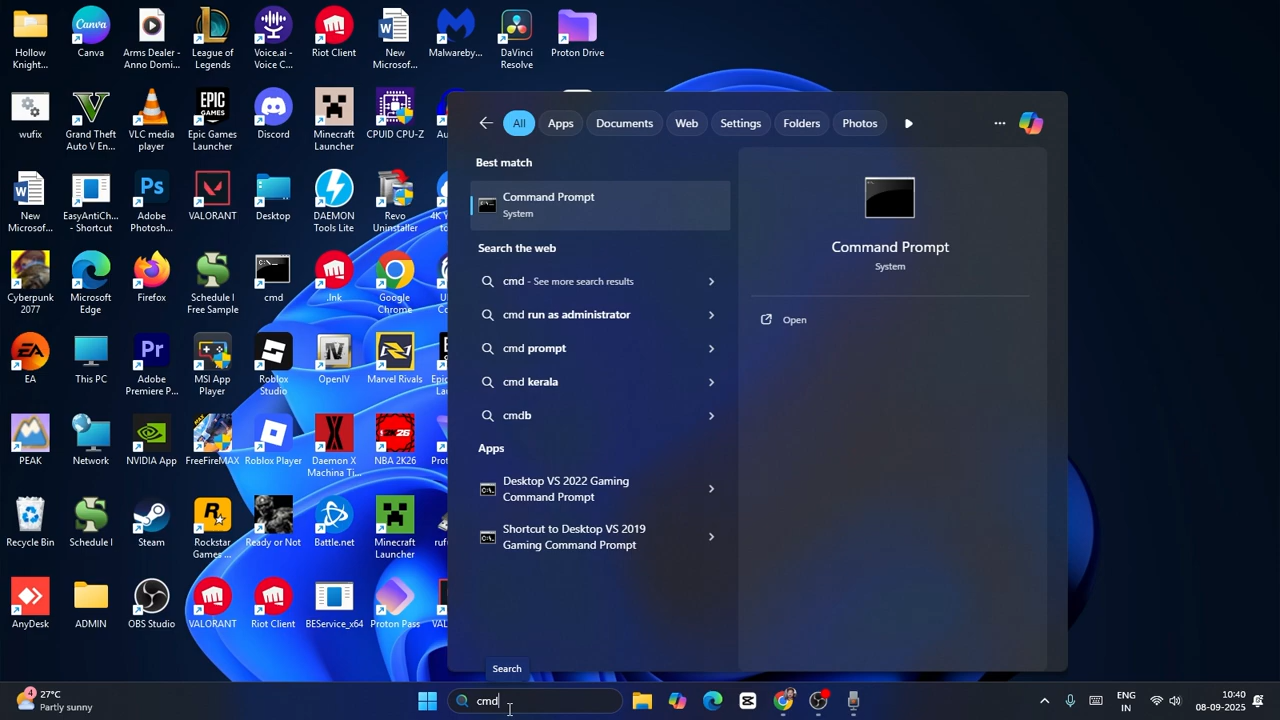 Hollow
Knight...
Canva
Arms Dealer -
Anno Domi...
League of
Legends
Voice.ai -
Voice C...
Riot Client
New
Microsof...
Malwareby...
DaVinci
Resolve
Proton Drive
wufix
Grand Theft
Auto V En...
VLC media
player
Epic Games
Launcher
Discord
Minecraft
Launcher
CPUID CPU-Z
New
Microsof...
EasyAntiCh...
- Shortcut
Adobe
Photosh...
VALORANT
Desktop
DAEMON
Tools Lite
Revo
Uninstaller
Cyberpunk
2077
Microsoft
Edge
Firefox
Schedule I
Free Sample
cmd
.lnk
Google
Chrome
EA
This PC
Adobe
Premiere P...
MSI App
Player
Roblox
Studio
OpenIV
Marvel Rivals
PEAK
Network
NVIDIA App
FreeFireMAX
Roblox Player
Daemon X
Machina Ti...
NBA 2K26
Recycle Bin
Schedule I
Steam
Rockstar
Games ...
Ready or Not
Battle.net
Minecraft
Launcher
AnyDesk
ADMIN
OBS Studio
VALORANT
Riot Client
BEService_x64
Proton Pass
All
Apps
Documents
Web
Settings
Folders
Photos
Best match
Command Prompt
System
Search the web
cmd - See more search results
cmd run as administrator
cmd prompt
cmd kerala
cmdb
Apps
Desktop VS 2022 Gaming
Command Prompt
Shortcut to Desktop VS 2019
Gaming Command Prompt
Command Prompt
System
Open
Search
4
27°C
Partly sunny
cmd
ENG
IN
10:40
08-09-2025